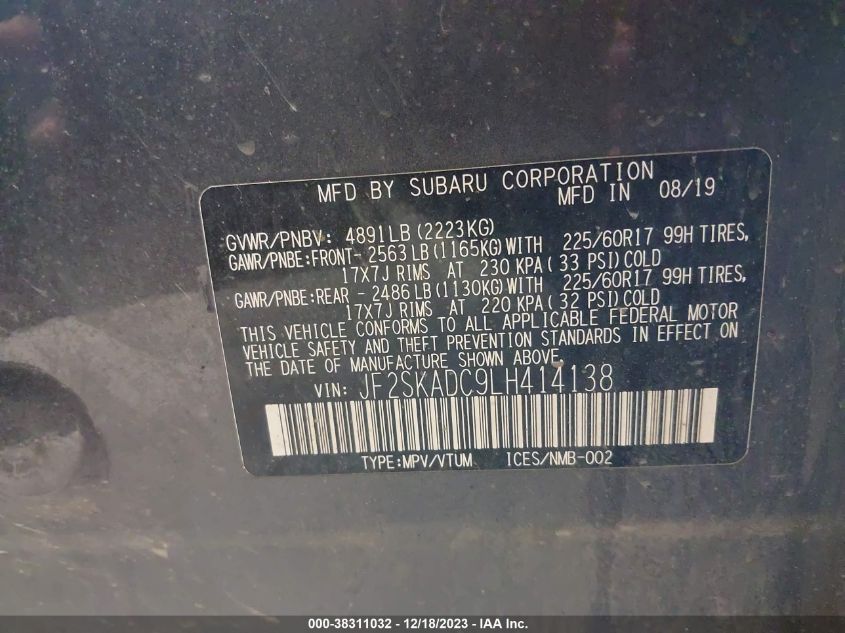 MFD BY SUBARU CORPORATION
MFD IN 08/19
GVWR/PNBV: 4891LB(2223KG)
GAWR/PNBE:FRONT- 2563LB(1165KG)WITH 225/60R17 99H TIRES,
17X7J RIMS AT 230 KPA( 33 PSI)COLD
GAWR/PNBE:REAR - 2486LB(1130KG)WITH 225/60R17 99H TIRES,
17X7J RIMS AT 220 KPA( 32 PSI)COLD
THIS VEHICLE CONFORMS TO ALL APPLICABLE FEDERAL MOTOR
VEHICLE SAFETY AND THEFT PREVENTION STANDARDS IN EFFECT ON
THE DATE OF MANUFACTURE SHOWN ABOVE.
VIN: JF2SKADC9LH414138
TYPE:MPV/VTUM ICES/NMB-002
000-38311032 - 12/18/2023 - © IAA Inc.